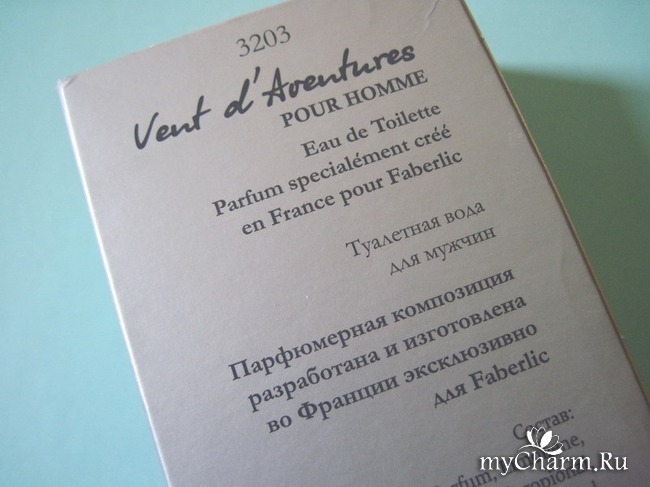 3203
Vent d'Aventures
POUR HOMME
Eau de Toilette
Parfum specialément créé
en France pour Faberlic
Туалетная вода
для мужчин
Парфюмерная композиция
разработана и изготовлена
во Франции эксклюзивно
для Faberlic
Состав:
myCharm.Ru